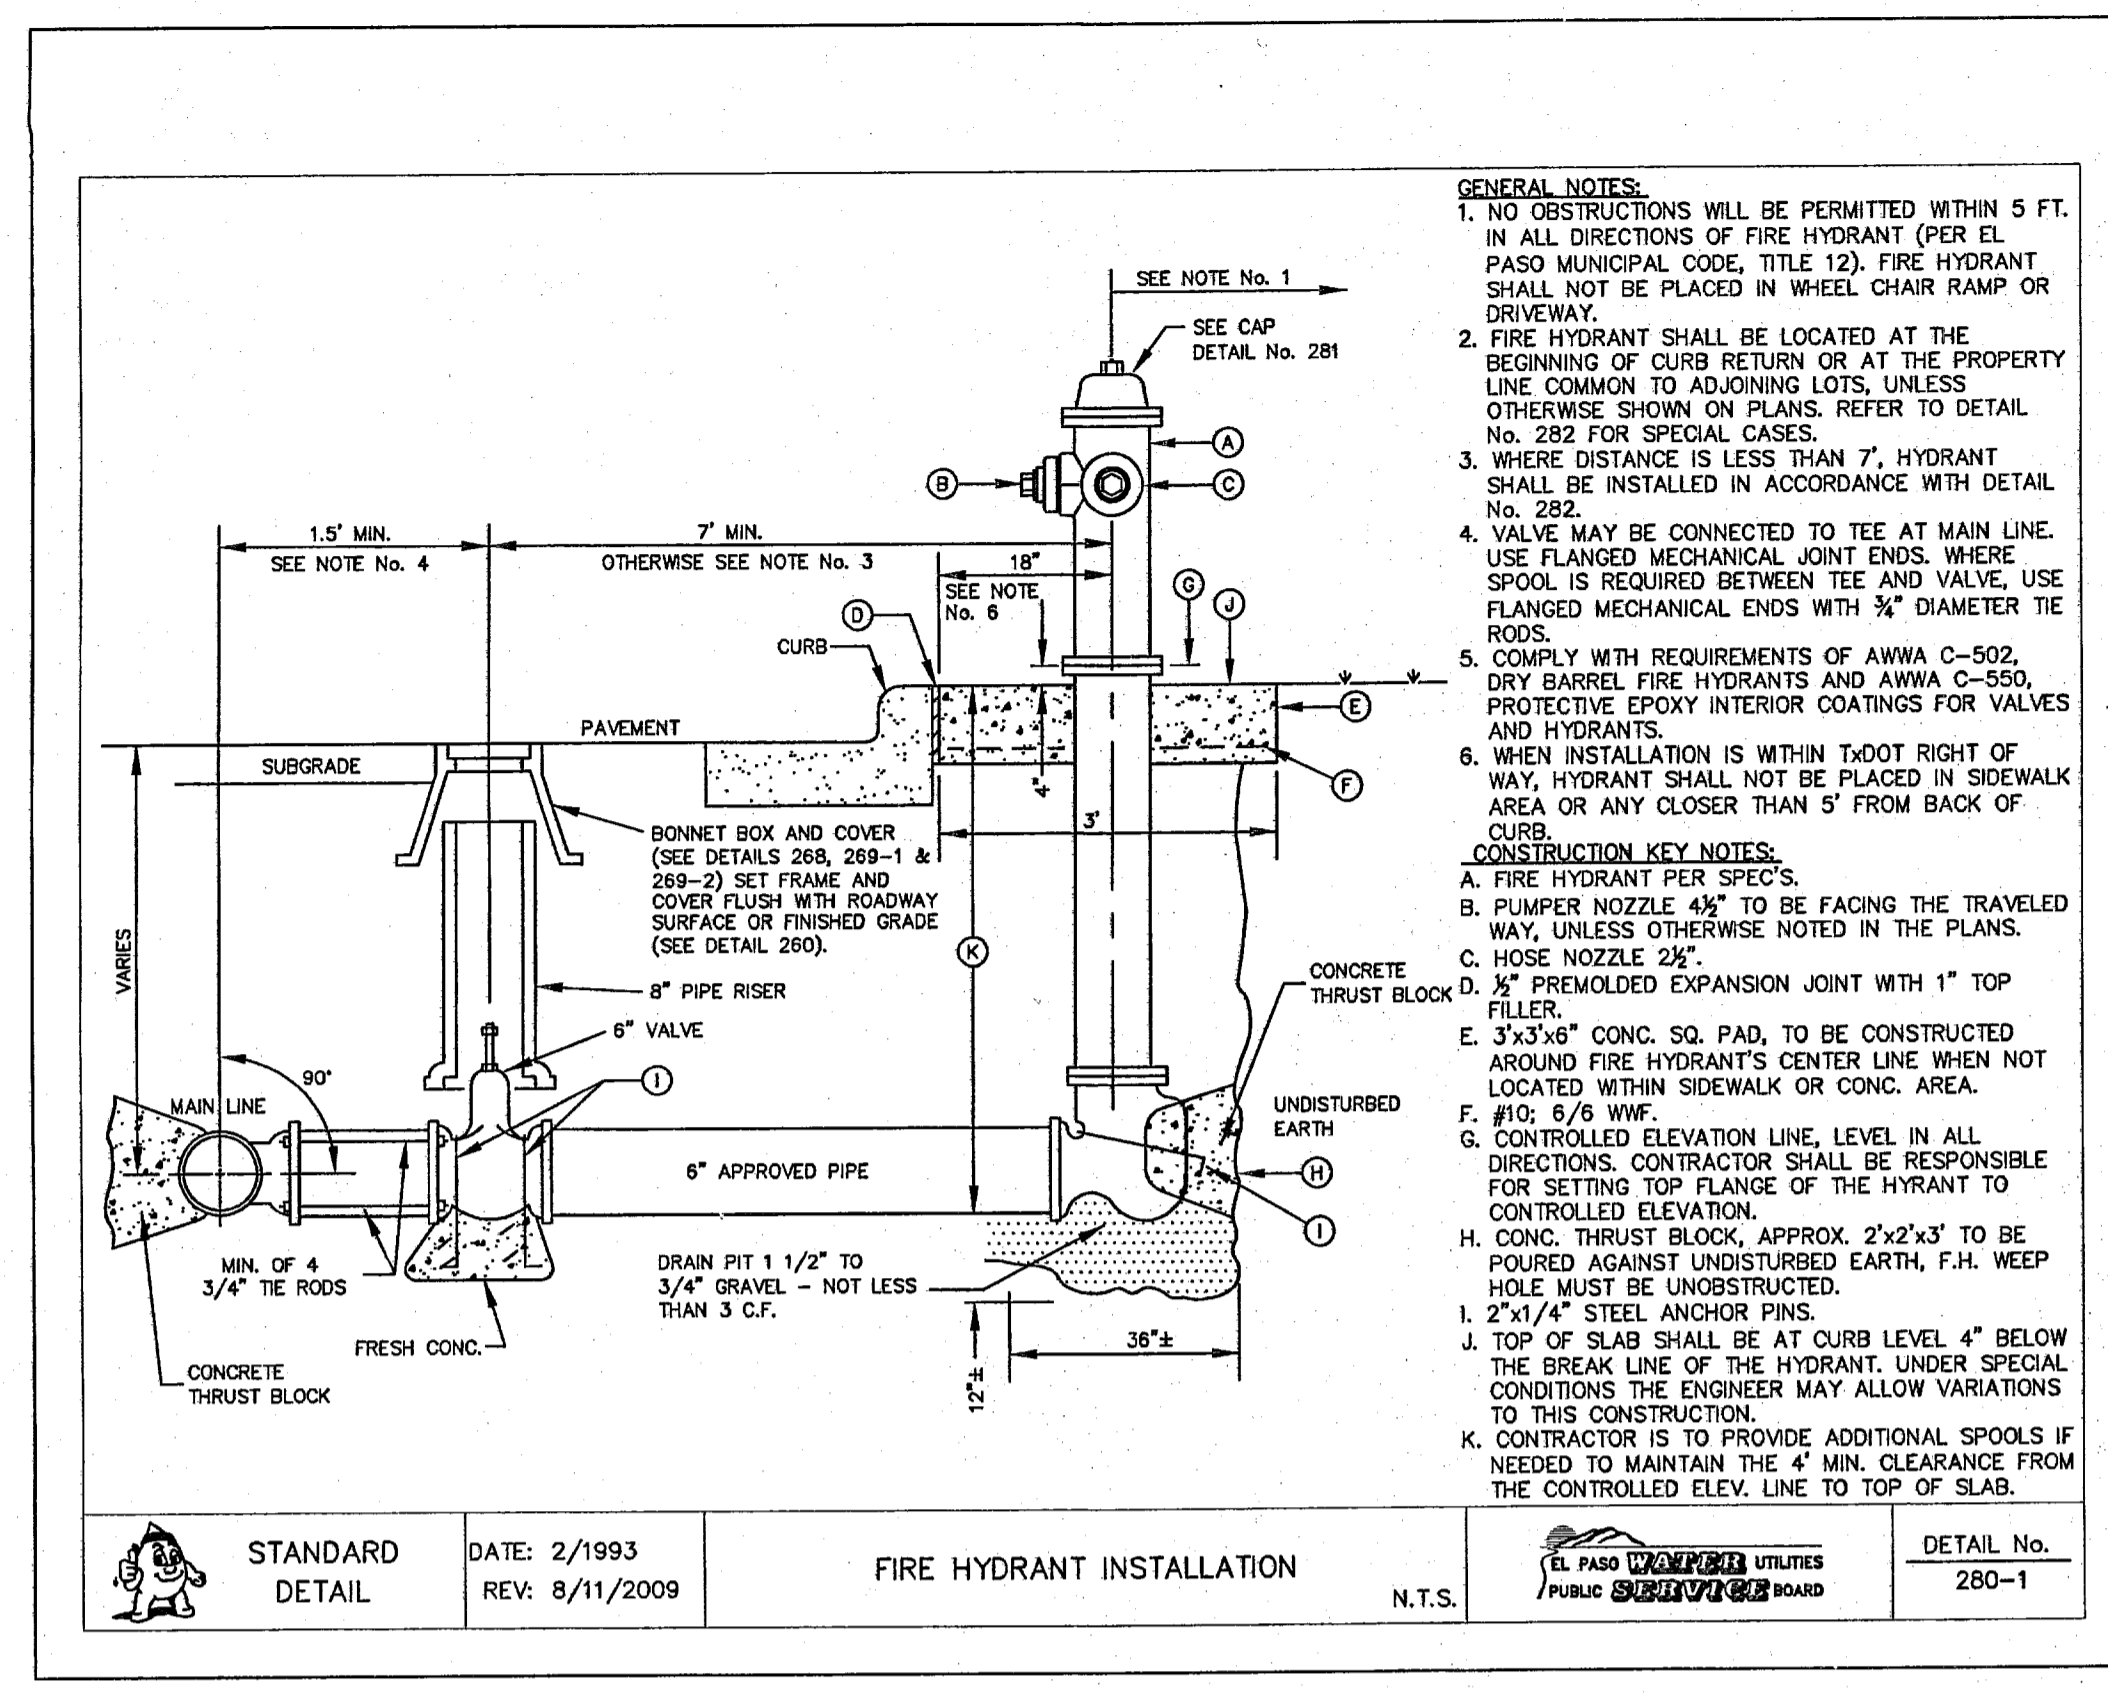 SEE NOTE No. 1
SEE CAP
DETAIL No. 281
A
B
C
1.5' MIN.
SEE NOTE No. 4
7' MIN.
OTHERWISE SEE NOTE No. 3
18"
SEE NOTE
No. 6
G
J
D
CURB
E
PAVEMENT
SUBGRADE
F
4"
3'
BONNET BOX AND COVER
(SEE DETAILS 268, 269-1 &
269-2) SET FRAME AND
COVER FLUSH WITH ROADWAY
SURFACE OR FINISHED GRADE
(SEE DETAIL 260).
VARIES
K
8" PIPE RISER
6" VALVE
CONCRETE
THRUST BLOCK
90°
I
MAIN LINE
UNDISTURBED
EARTH
6" APPROVED PIPE
H
I
MIN. OF 4
3/4" TIE RODS
DRAIN PIT 1 1/2" TO
3/4" GRAVEL - NOT LESS
THAN 3 C.F.
FRESH CONC.
36"±
12"±
CONCRETE
THRUST BLOCK
GENERAL NOTES:
1. NO OBSTRUCTIONS WILL BE PERMITTED WITHIN 5 FT.
IN ALL DIRECTIONS OF FIRE HYDRANT (PER EL
PASO MUNICIPAL CODE, TITLE 12). FIRE HYDRANT
SHALL NOT BE PLACED IN WHEEL CHAIR RAMP OR
DRIVEWAY.
2. FIRE HYDRANT SHALL BE LOCATED AT THE
BEGINNING OF CURB RETURN OR AT THE PROPERTY
LINE COMMON TO ADJOINING LOTS, UNLESS
OTHERWISE SHOWN ON PLANS. REFER TO DETAIL
No. 282 FOR SPECIAL CASES.
3. WHERE DISTANCE IS LESS THAN 7', HYDRANT
SHALL BE INSTALLED IN ACCORDANCE WITH DETAIL
No. 282.
4. VALVE MAY BE CONNECTED TO TEE AT MAIN LINE.
USE FLANGED MECHANICAL JOINT ENDS. WHERE
SPOOL IS REQUIRED BETWEEN TEE AND VALVE, USE
FLANGED MECHANICAL ENDS WITH ¾" DIAMETER TIE
RODS.
5. COMPLY WITH REQUIREMENTS OF AWWA C-502,
DRY BARREL FIRE HYDRANTS AND AWWA C-550,
PROTECTIVE EPOXY INTERIOR COATINGS FOR VALVES
AND HYDRANTS.
6. WHEN INSTALLATION IS WITHIN TxDOT RIGHT OF
WAY, HYDRANT SHALL NOT BE PLACED IN SIDEWALK
AREA OR ANY CLOSER THAN 5' FROM BACK OF
CURB.
CONSTRUCTION KEY NOTES:
A. FIRE HYDRANT PER SPEC'S.
B. PUMPER NOZZLE 4½" TO BE FACING THE TRAVELED
WAY, UNLESS OTHERWISE NOTED IN THE PLANS.
C. HOSE NOZZLE 2½".
D. ½" PREMOLDED EXPANSION JOINT WITH 1" TOP
FILLER.
E. 3'x3'x6" CONC. SQ. PAD, TO BE CONSTRUCTED
AROUND FIRE HYDRANT'S CENTER LINE WHEN NOT
LOCATED WITHIN SIDEWALK OR CONC. AREA.
F. #10; 6/6 WWF.
G. CONTROLLED ELEVATION LINE, LEVEL IN ALL
DIRECTIONS. CONTRACTOR SHALL BE RESPONSIBLE
FOR SETTING TOP FLANGE OF THE HYRANT TO
CONTROLLED ELEVATION.
H. CONC. THRUST BLOCK, APPROX. 2'x2'x3' TO BE
POURED AGAINST UNDISTURBED EARTH, F.H. WEEP
HOLE MUST BE UNOBSTRUCTED.
I. 2"x1/4" STEEL ANCHOR PINS.
J. TOP OF SLAB SHALL BE AT CURB LEVEL 4" BELOW
THE BREAK LINE OF THE HYDRANT. UNDER SPECIAL
CONDITIONS THE ENGINEER MAY ALLOW VARIATIONS
TO THIS CONSTRUCTION.
K. CONTRACTOR IS TO PROVIDE ADDITIONAL SPOOLS IF
NEEDED TO MAINTAIN THE 4' MIN. CLEARANCE FROM
THE CONTROLLED ELEV. LINE TO TOP OF SLAB.
STANDARD
DETAIL
DATE: 2/1993
REV: 8/11/2009
FIRE HYDRANT INSTALLATION
N.T.S.
EL PASO WATER UTILITIES
PUBLIC SERVICE BOARD
DETAIL No.
280-1